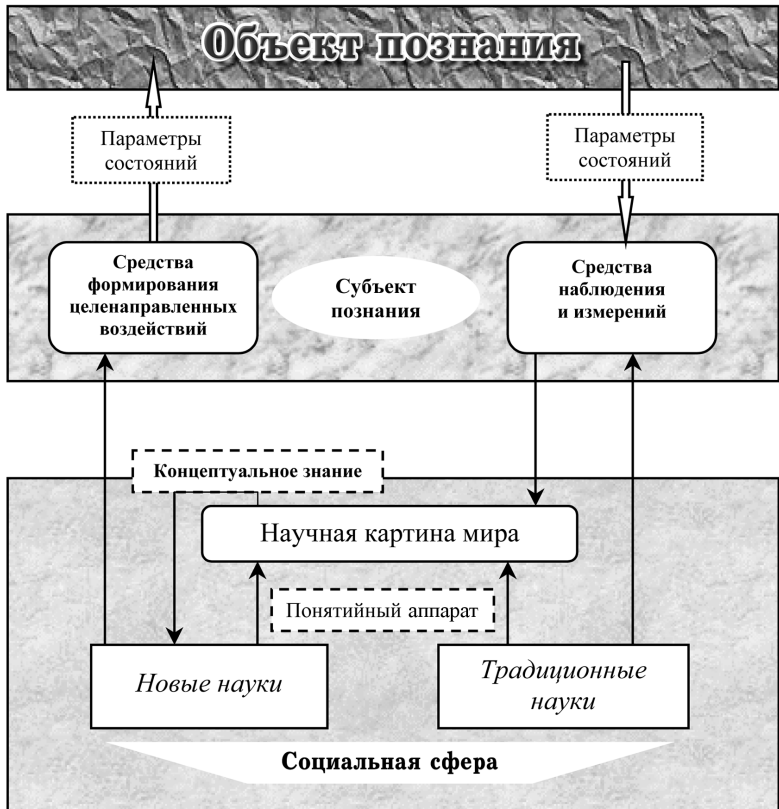 Объект познания
Параметры
состояний
Параметры
состояний
Средства
формирования
целенаправленных
воздействий
Субъект
познания
Средства
наблюдения
и измерений
Концептуальное знание
Научная картина мира
Понятийный аппарат
Новые науки
Традиционные
науки
Социальная сфера